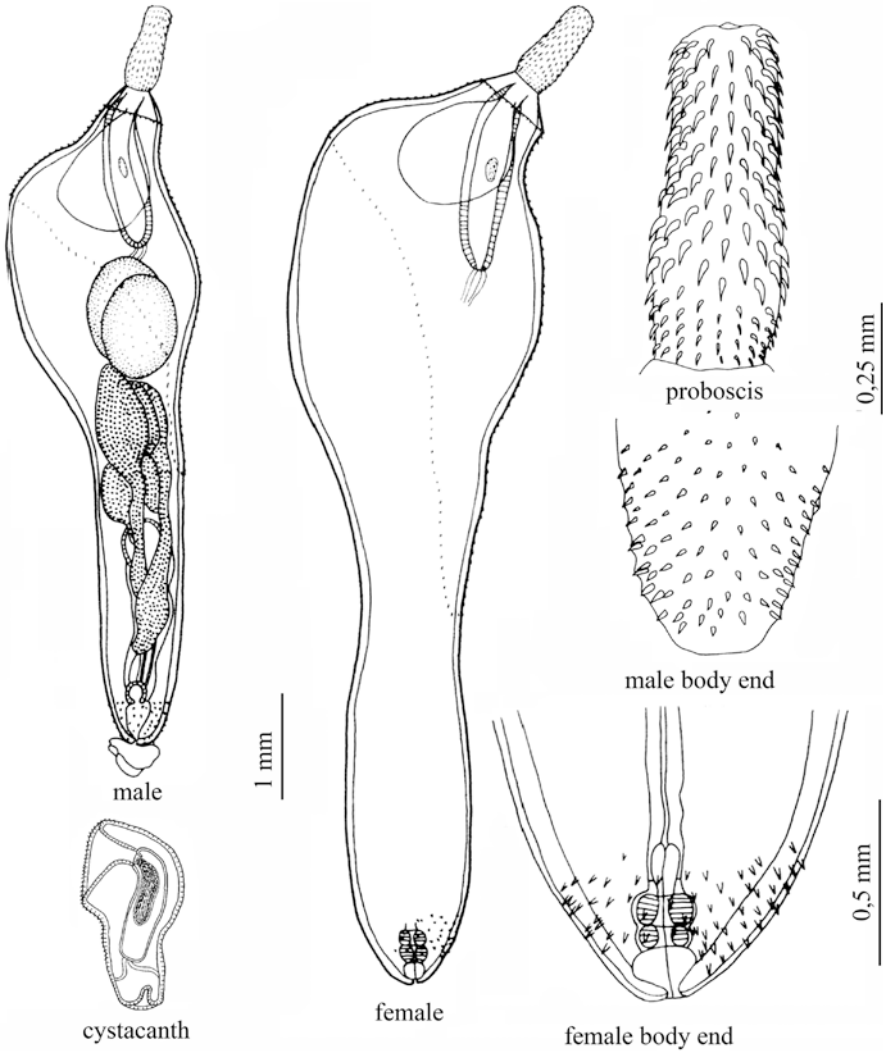 proboscis
0,25 mm
male body end
1 mm
male
0,5 mm
cystacanth
female
female body end